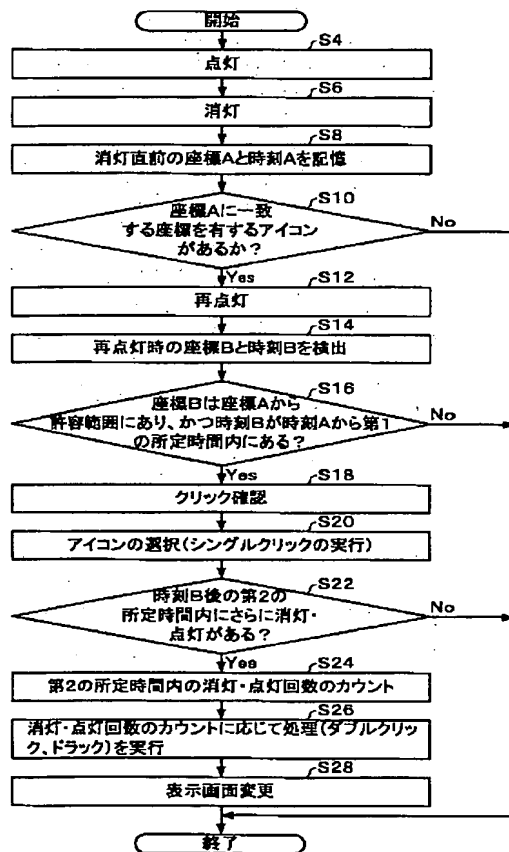 開始
S4
点灯
S6
消灯
S8
消灯直前の座標Aと時刻Aを記憶
S10
座標Aに一致
する座標を有するアイコン
があるか？
No
Yes
S12
再点灯
S14
再点灯時の座標Bと時刻Bを検出
S16
座標Bは座標Aから
許容範囲にあり、かつ時刻Bが時刻Aから第1
の所定時間内にある？
No
Yes
S18
クリック確認
S20
アイコンの選択(シングルクリックの実行)
S22
時刻B後の第2の
所定時間内にさらに消灯・
点灯がある？
No
Yes
S24
第2の所定時間内の消灯・点灯回数のカウント
S26
消灯・点灯回数のカウントに応じて処理(ダブルクリッ
ク、ドラック)を実行
S28
表示画面変更
終了